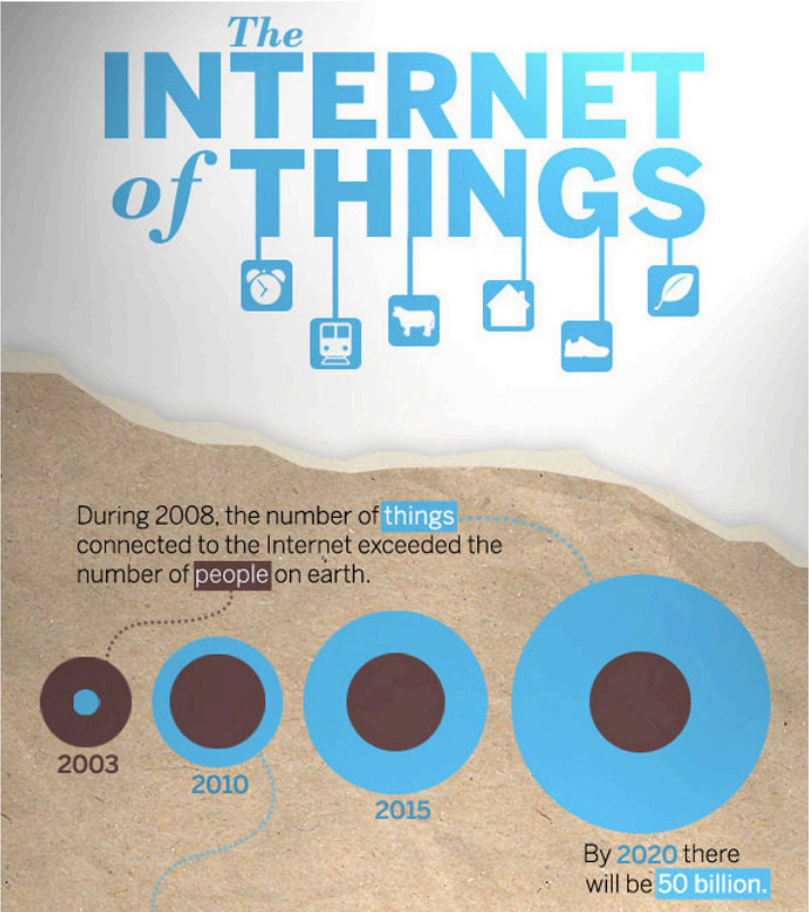 The
INTERNET
of THINGS
During 2008, the number of things
connected to the Internet exceeded the
number of people on earth.
2003
2010
2015
By 2020 there
will be 50 billion.